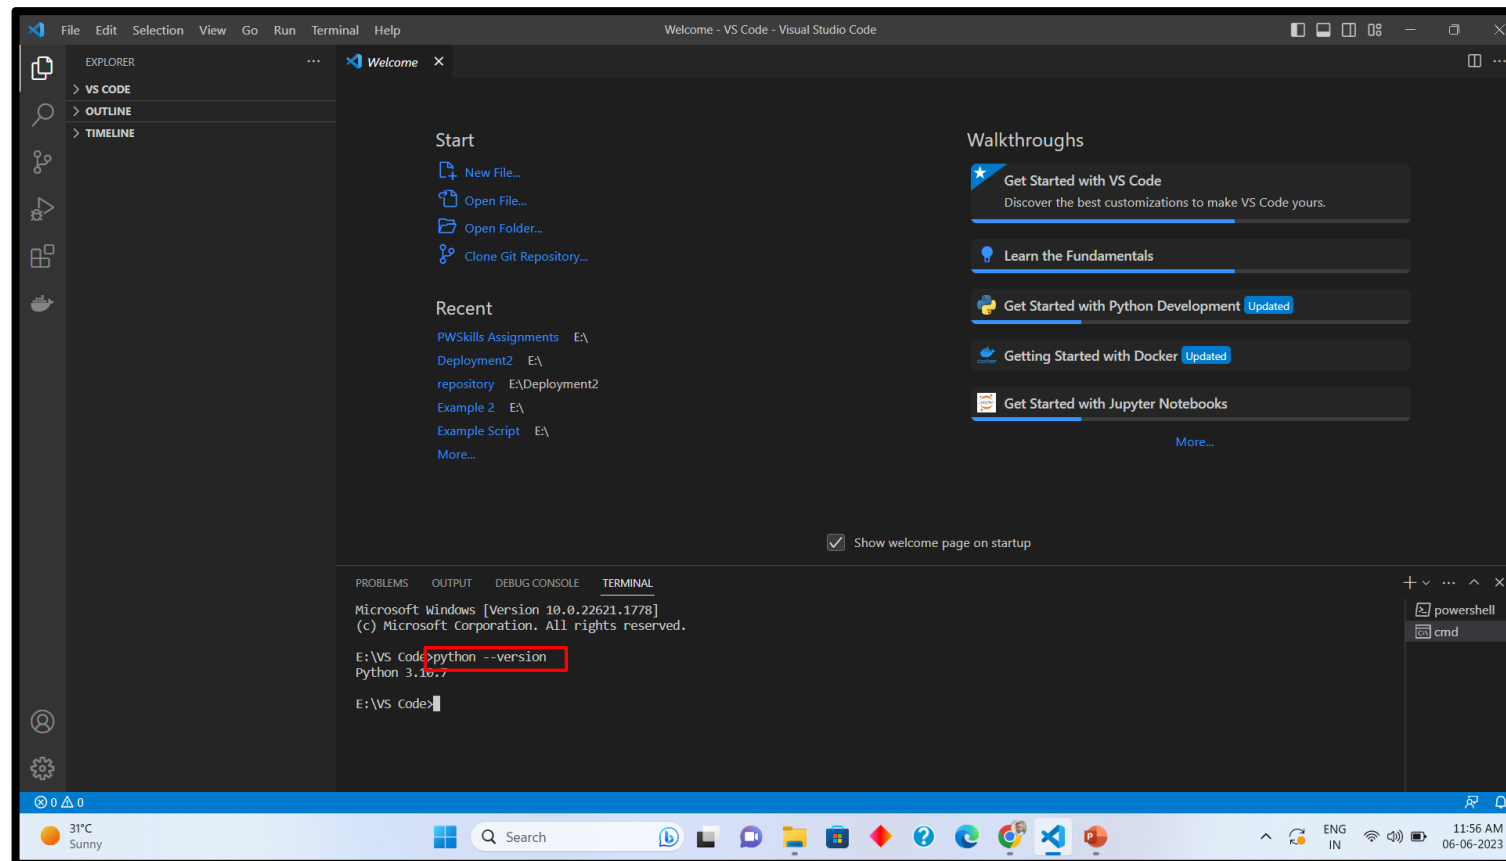 File Edit Selection View Go Run Terminal Help
Welcome - VS Code - Visual Studio Code
EXPLORER
VS CODE
OUTLINE
TIMELINE
Welcome
Start
New File...
Open File...
Open Folder...
Clone Git Repository...
Recent
PWSkills Assignments E:\
Deployment2 E:\
repository E:\Deployment2
Example 2 E:\
Example Script E:\
More...
Walkthroughs
Get Started with VS Code
Discover the best customizations to make VS Code yours.
Learn the Fundamentals
Get Started with Python Development Updated
Getting Started with Docker Updated
Get Started with Jupyter Notebooks
More...
Show welcome page on startup
PROBLEMS OUTPUT DEBUG CONSOLE TERMINAL
Microsoft Windows [Version 10.0.22621.1778]
(c) Microsoft Corporation. All rights reserved.
E:\VS Code>python --version
Python 3.10.7
E:\VS Code>
powershell
cmd
0 0
31°C
Sunny
Search
ENG
IN
11:56 AM
06-06-2023